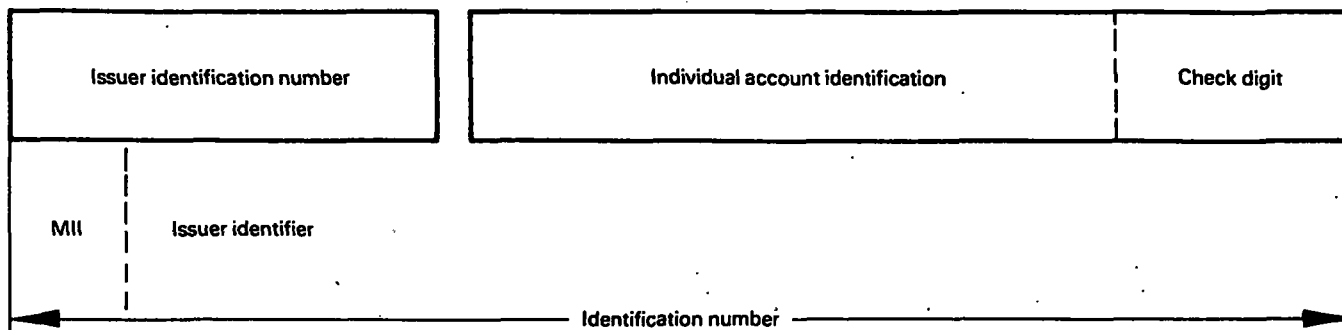 Issuer identification number
Individual account identification
Check digit
MII
Issuer identifier
Identification number